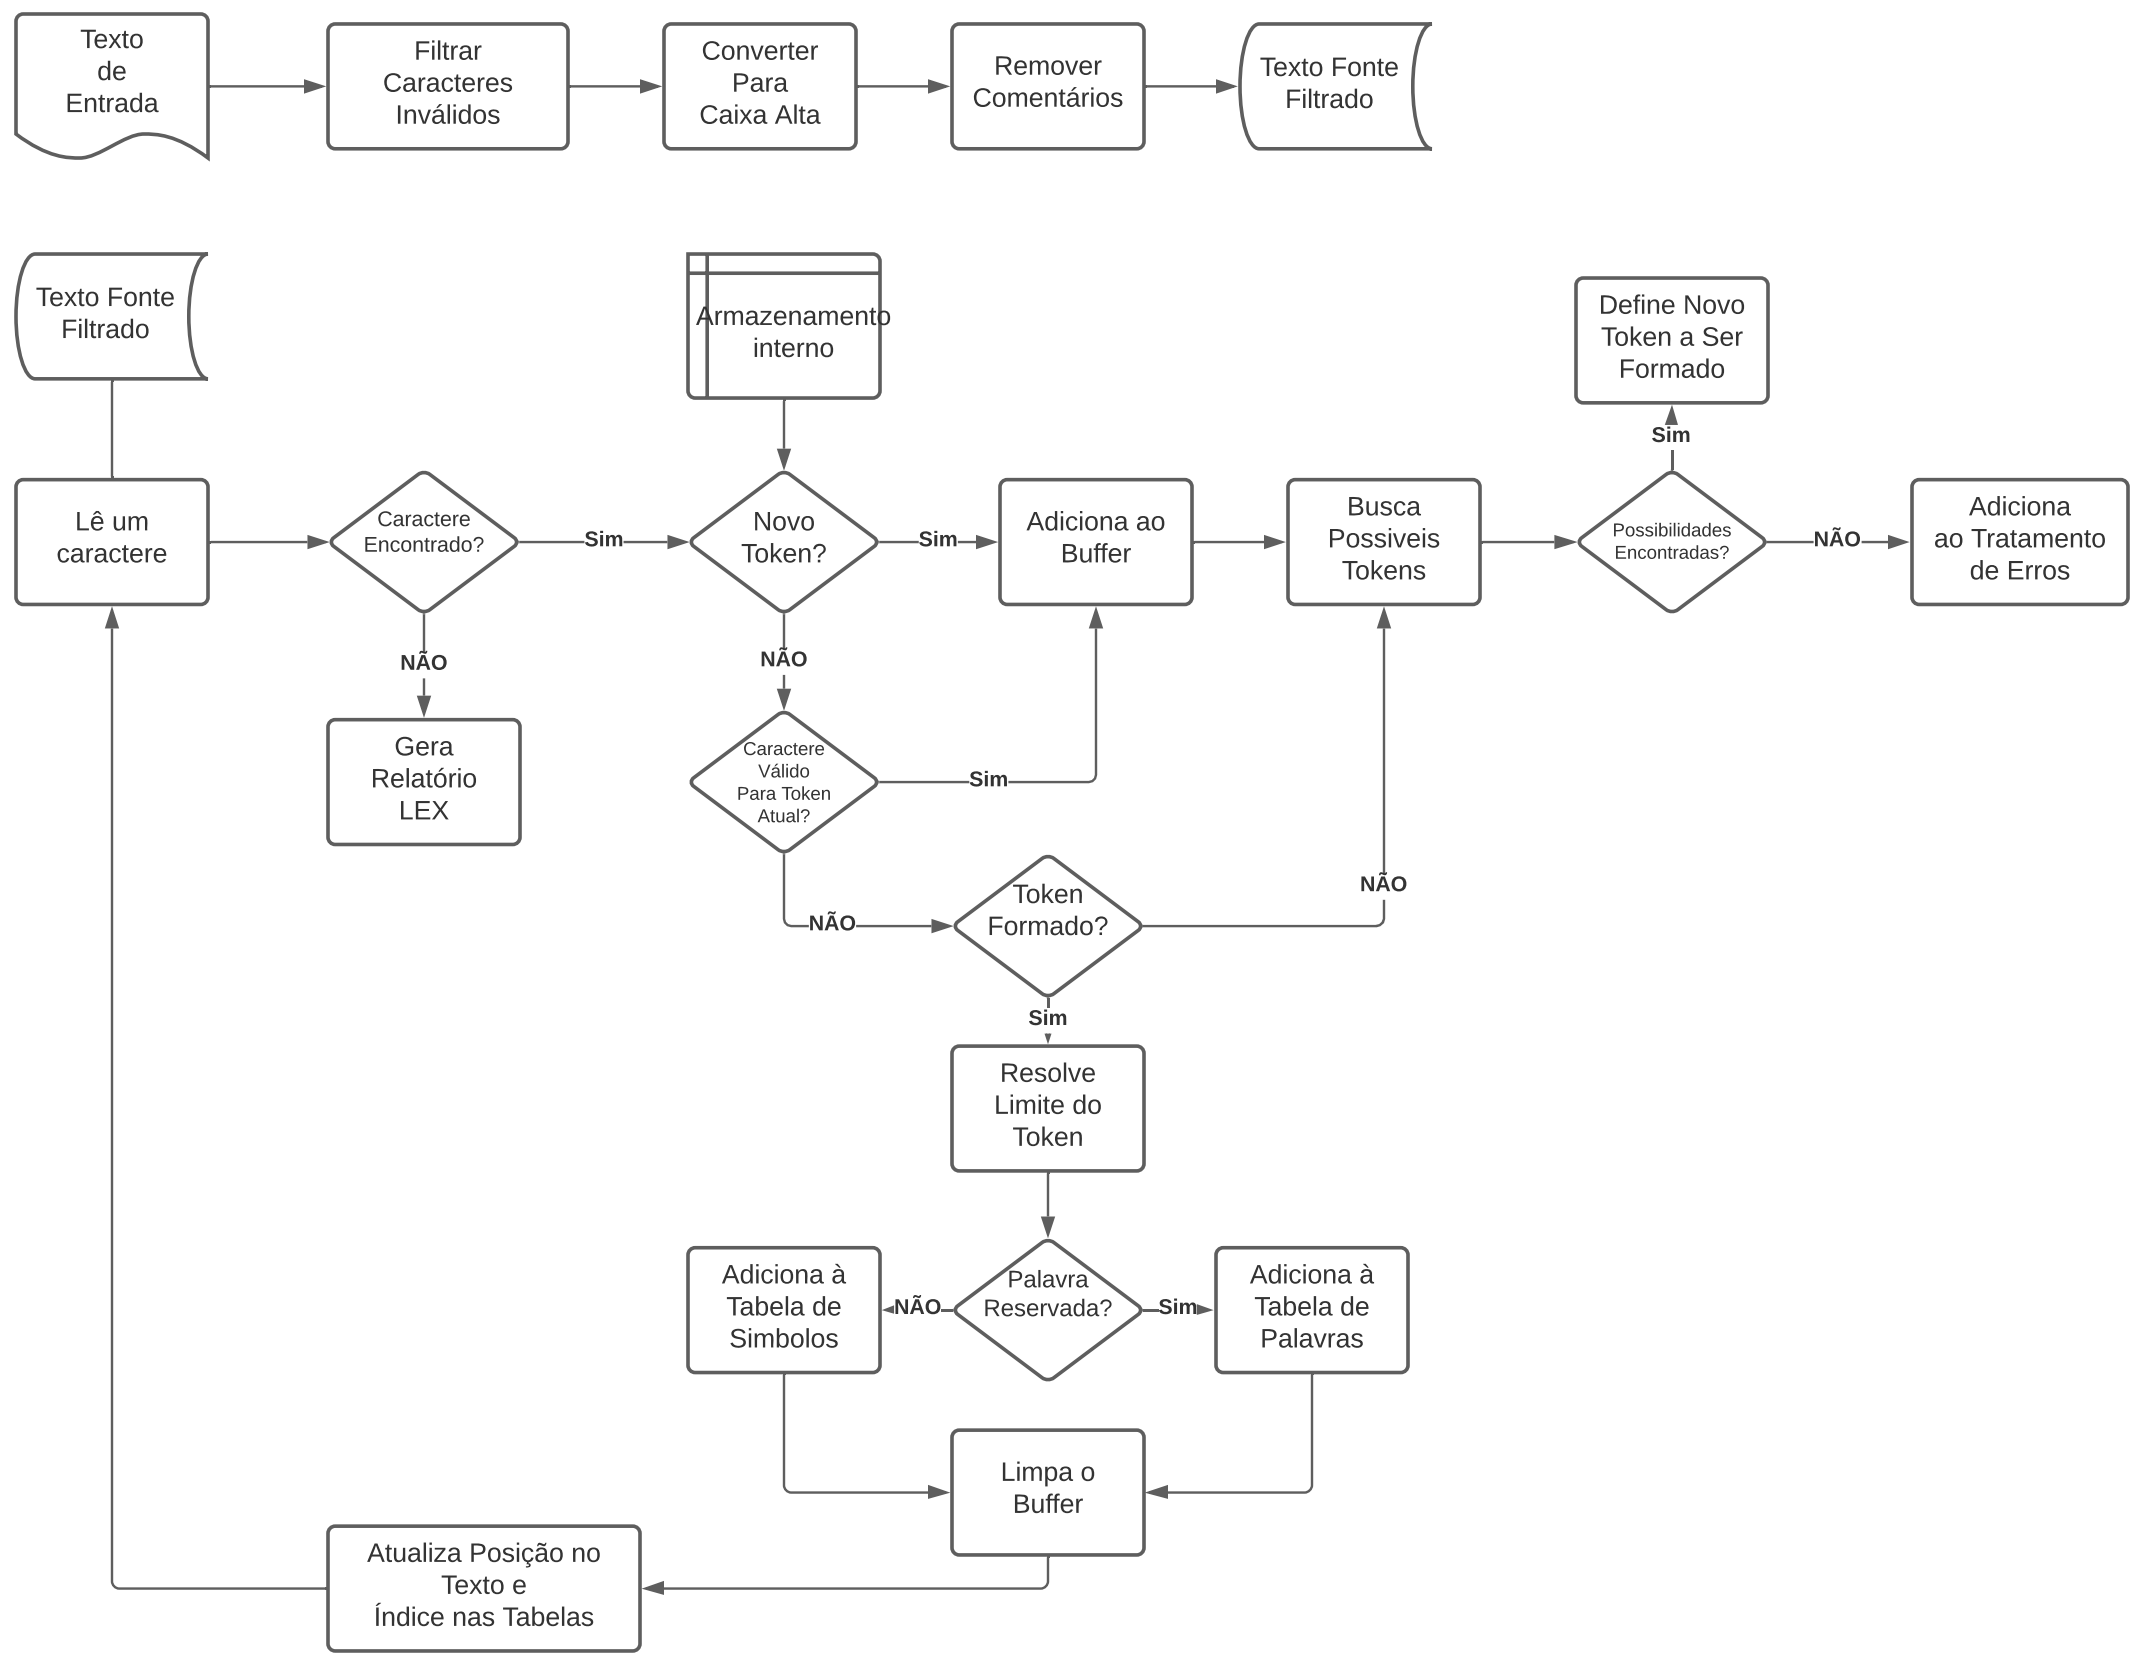 Texto
de
Entrada
Filtrar
Caracteres
Inválidos
Converter
Para
Caixa Alta
Remover
Comentários
Texto Fonte
Filtrado
Texto Fonte
Filtrado
Armazenamento
interno
Define Novo
Token a Ser
Formado
Sim
Lê um
caractere
Caractere
Encontrado?
Sim
Novo
Token?
Sim
Adiciona ao
Buffer
Busca
Possiveis
Tokens
Possibilidades
Encontradas?
NÃO
Adiciona
ao Tratamento
de Erros
NÃO
NÃO
Gera
Relatório
LEX
Caractere
Válido
Para Token
Atual?
Sim
NÃO
Token
Formado?
NÃO
Sim
Resolve
Limite do
Token
Adiciona à
Tabela de
Simbolos
NÃO
Palavra
Reservada?
Sim
Adiciona à
Tabela de
Palavras
Limpa o
Buffer
Atualiza Posição no
Texto e
Índice nas Tabelas